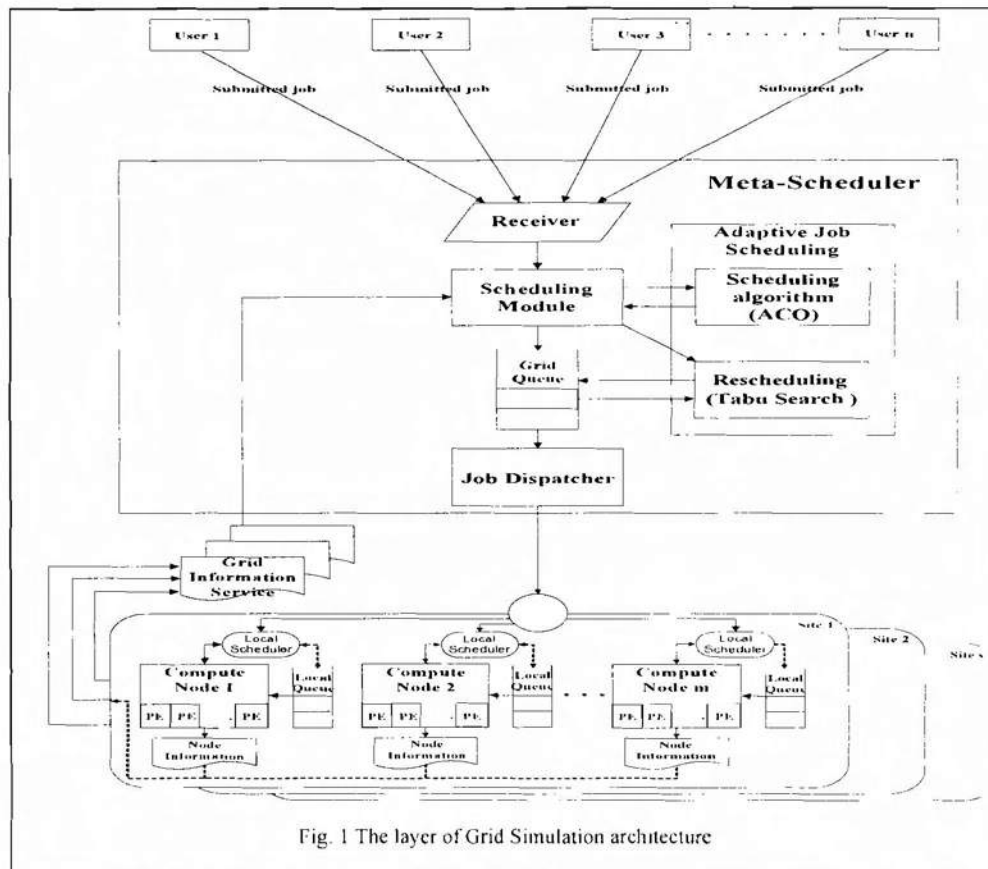 User 1
User 2
User 3
User n
Submitted job
Submitted job
Submitted job
Submitted job
Meta-Scheduler
Receiver
Adaptive Job
Scheduling
Scheduling
Module
Scheduling
algorithm
(ACO)
Grid
Queue
Rescheduling
(Tabu Search )
Job Dispatcher
Grid
Information
Service
Site 1
Site 2
Local
Scheduler
Local
Scheduler
Local
Scheduler
Compute
Node 1
Local
Queue
Compute
Node 2
Local
Queue
Compute
Node m
Local
Queue
PE PE . PE
PE PE . PE
PE PE . PE
Node
Information
Node
Information
Node
Information
Fig. 1 The layer of Grid Simulation architecture